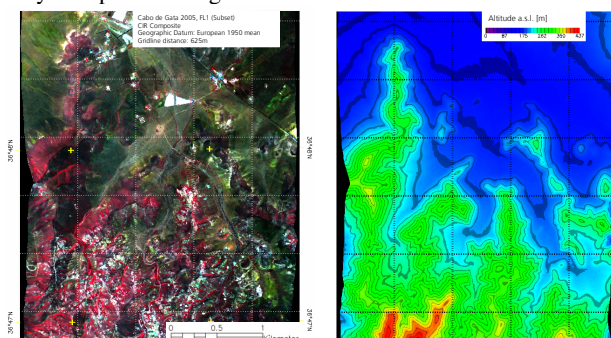 Cabo de Gata 2005, FL1 (Subset)
CIR Composite
Geographic Datum: European 1950 mean
Gridline distance: 625m
36°48'N
36°48'N
36°47'N
36°47'N
0
0.5
1
Altitude a.s.l. [m]
0
87
175
260
350
437